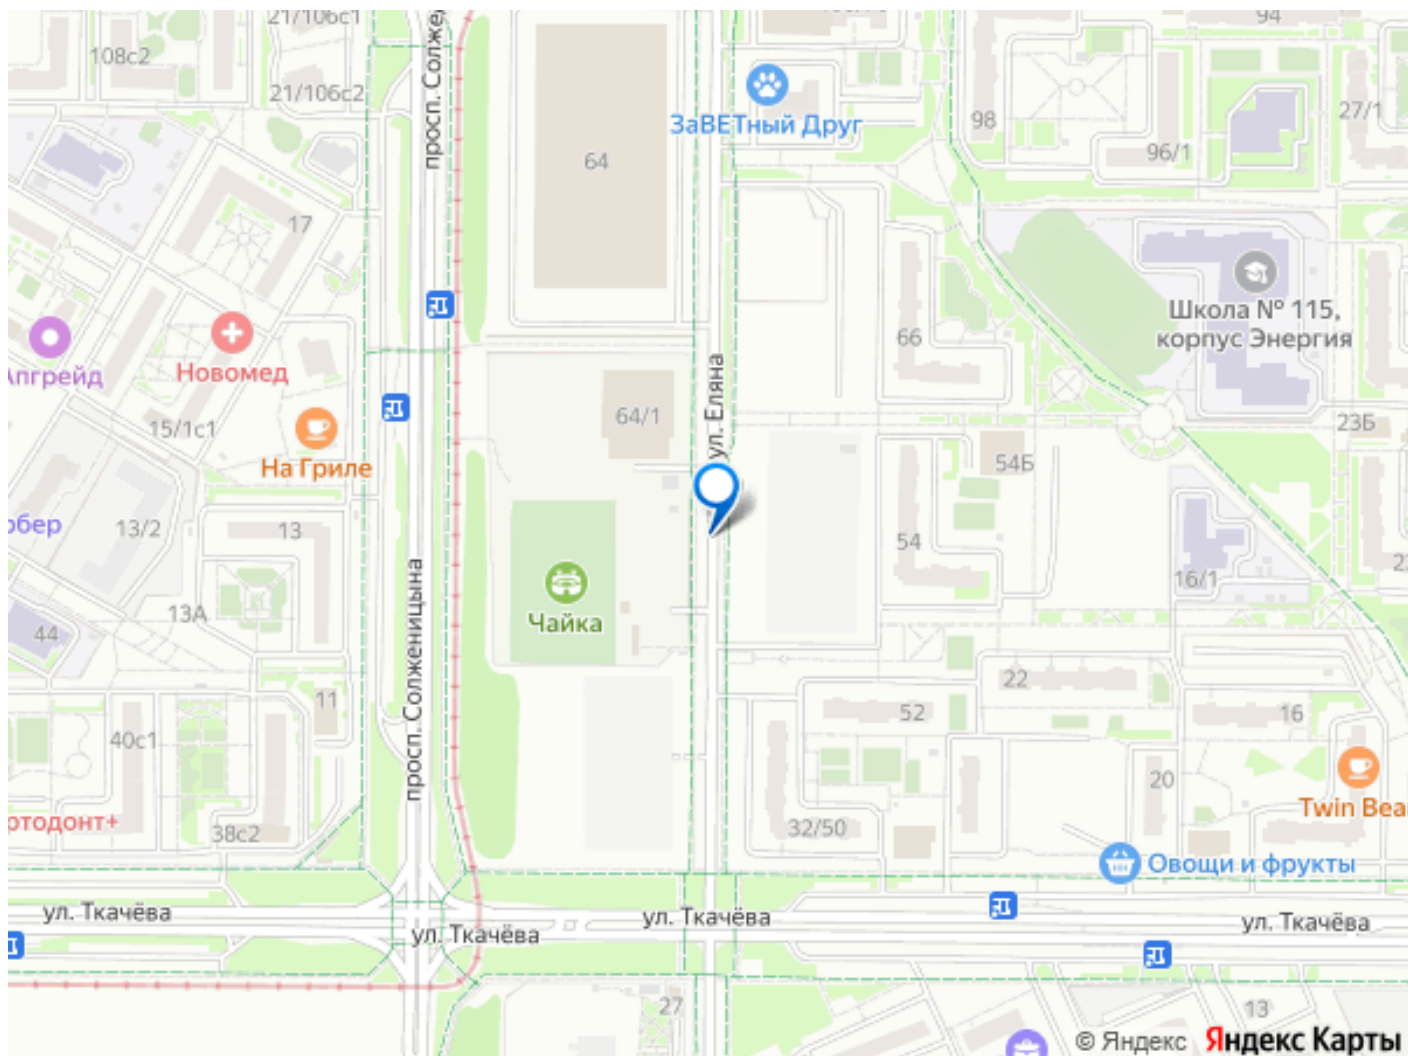 21/106с1
просп. Солже
94
108с2
21/106с2
ЗаВЕТный Друг
98
27/1
96/1
64
17
Школа № 115,
корпус Энергия
66
Новомед
Апгрейд
ул. Еляна
64/1
15/1с1
23Б
На Гриле
54Б
обер
13/2
13
54
16/1
просп. Солженицына
13А
Чайка
44
22
11
52
16
40с1
20
Twin Bea
ртодонт+
38с2
32/50
Овощи и фрукты
ул. Ткачёва
ул. Ткачёва
ул. Ткачёва
ул. Ткачёва
27
13
© Яндекс Яндекс Карты